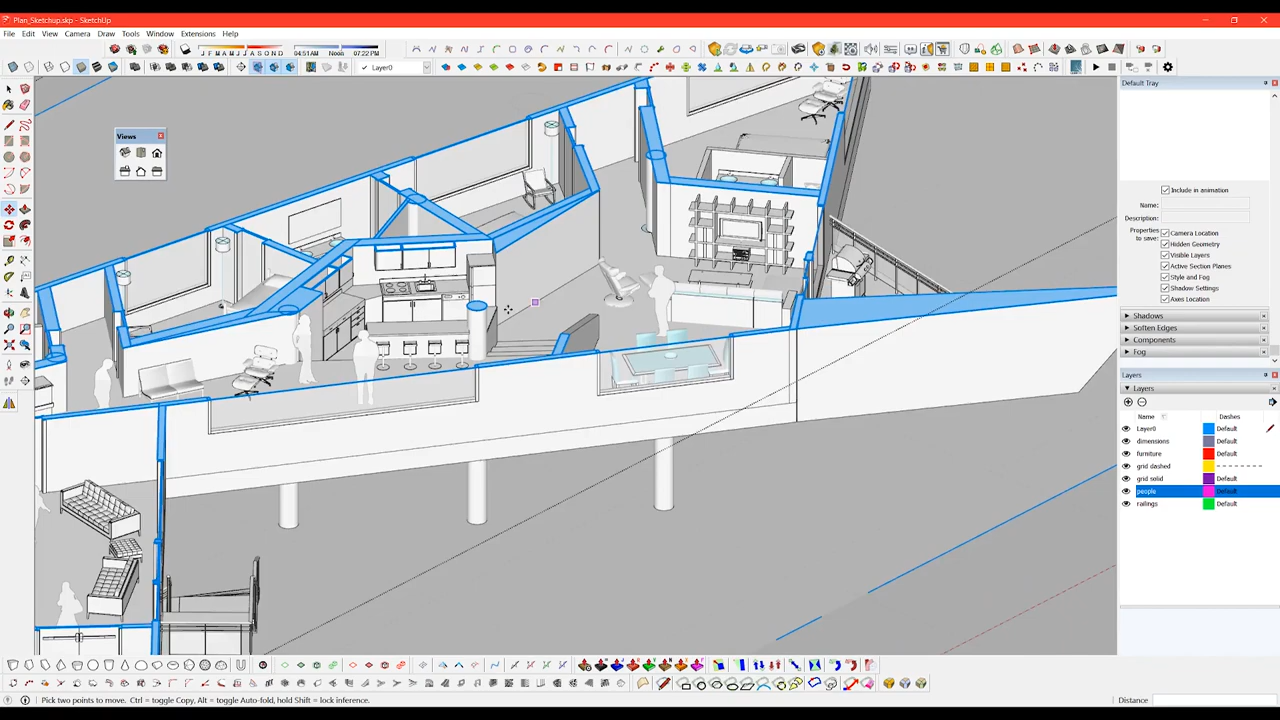 Plan_Sketchup.skp - SketchUp
File Edit View Camera Draw Tools Window Extensions Help
J F M A M J J A S O N D 04:51 AM Noon 07:22 PM
Layer0
Default Tray
Views
Include in animation
Name:
Description:
Properties to save:
Camera Location
Hidden Geometry
Visible Layers
Active Section Planes
Style and Fog
Shadow Settings
Axes Location
Shadows
Soften Edges
Components
Fog
Layers
Layers
Name Dashes
Layer0 Default
dimensions Default
furniture Default
grid dashed
grid solid Default
people Default
railings Default
Pick two points to move. Ctrl = toggle Copy, Alt = toggle Auto-fold, hold Shift = lock inference.
Distance